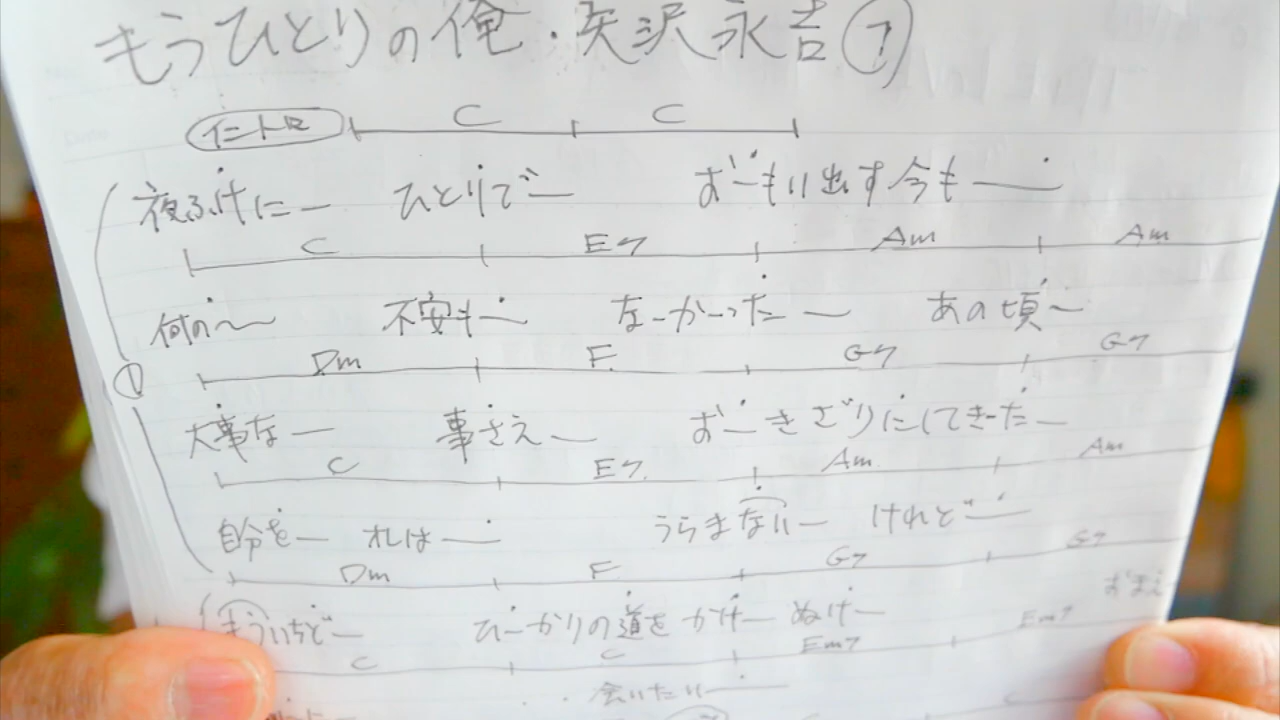 もうひとりの俺・矢沢永吉⑦
イントロ C C
夜ふけにー ひとりでー おーもい出す今もー
C E7 Am Am
何の〜 不安もー なーかーったー あの頃〜
Dm F G7 G7
①
大事なー 事さえー おーきざりにしてきーたー
C E7 Am Am
自分を オレはー うらまないー けれどー
Dm F G7 G7
もういちどー ひーかりの道を かけー ぬけー おまえ
C C Em7 Em7
会いたいー
C